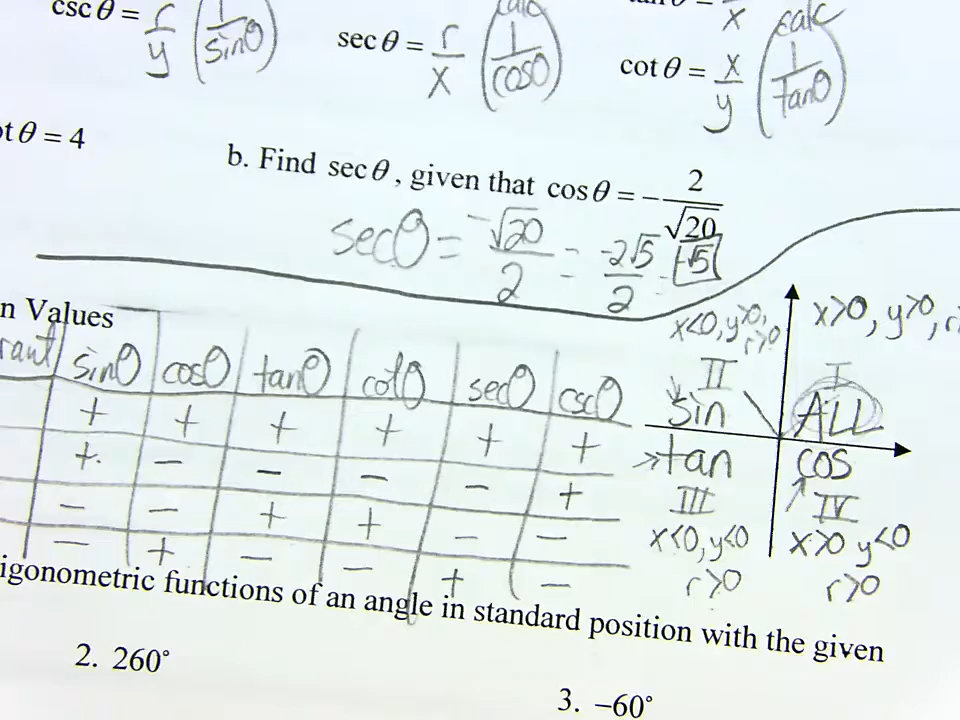 csc θ = r/y (1/sinθ)
sec θ = r/x (1/cosθ)
x calc
cot θ = x/y (1/tanθ)
t θ = 4
b. Find sec θ, given that cos θ = −2/√20
secθ = -√20/2 = -2√5/2 = -√5
n Values
rant sinθ cosθ tanθ cotθ secθ cscθ
+ + + + + +
+ − − − − +
− − + + − −
− + − − + −
x<0, y>0, r>0
x>0, y>0, r
II I
sin ALL
tan cos
III IV
x<0, y<0 x>0 y<0
r>0 r>0
igonometric functions of an angle in standard position with the given
2. 260°
3. −60°